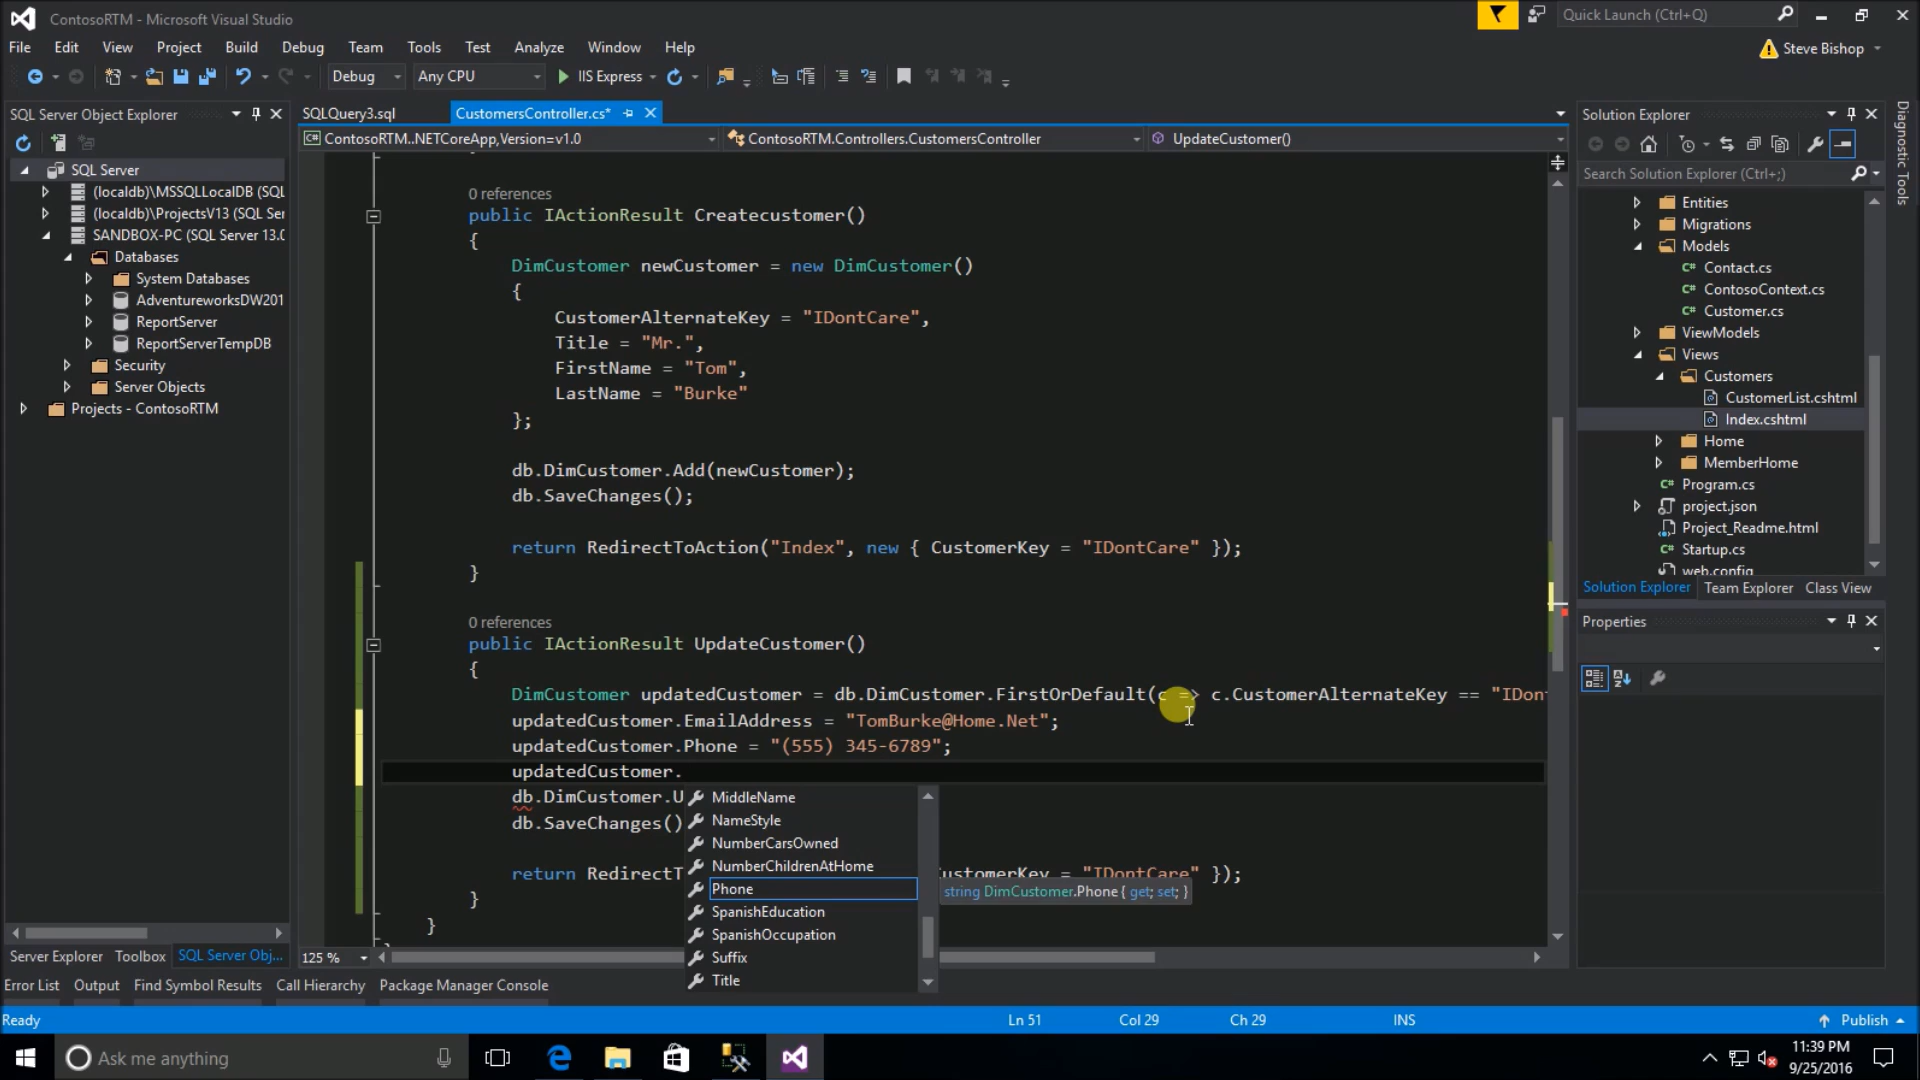 ContosoRTM - Microsoft Visual Studio
Quick Launch (Ctrl+Q)
File Edit View Project Build Debug Team Tools Test Analyze Window Help
Steve Bishop
Debug Any CPU IIS Express
SQL Server Object Explorer
SQL Server
(localdb)\MSSQLLocalDB (SQL
(localdb)\ProjectsV13 (SQL Ser
SANDBOX-PC (SQL Server 13.0
Databases
System Databases
AdventureworksDW201
ReportServer
ReportServerTempDB
Security
Server Objects
Projects - ContosoRTM
Server Explorer Toolbox SQL Server Obj...
SQLQuery3.sql CustomersController.cs*
ContosoRTM..NETCoreApp,Version=v1.0 ContosoRTM.Controllers.CustomersController UpdateCustomer()
0 references
public IActionResult Createcustomer()
{
DimCustomer newCustomer = new DimCustomer()
{
CustomerAlternateKey = "IDontCare",
Title = "Mr.",
FirstName = "Tom",
LastName = "Burke"
};
db.DimCustomer.Add(newCustomer);
db.SaveChanges();
return RedirectToAction("Index", new { CustomerKey = "IDontCare" });
}
0 references
public IActionResult UpdateCustomer()
{
DimCustomer updatedCustomer = db.DimCustomer.FirstOrDefault(c => c.CustomerAlternateKey == "IDon
updatedCustomer.EmailAddress = "TomBurke@Home.Net";
updatedCustomer.Phone = "(555) 345-6789";
updatedCustomer.
db.DimCustomer.U
db.SaveChanges()
return RedirectT ustomerKey = "IDontCare" });
}
}
MiddleName
NameStyle
NumberCarsOwned
NumberChildrenAtHome
Phone
SpanishEducation
SpanishOccupation
Suffix
Title
string DimCustomer.Phone { get; set; }
125 %
Solution Explorer
Search Solution Explorer (Ctrl+;)
Entities
Migrations
Models
C# Contact.cs
C# ContosoContext.cs
C# Customer.cs
ViewModels
Views
Customers
CustomerList.cshtml
Index.cshtml
Home
MemberHome
C# Program.cs
project.json
Project_Readme.html
C# Startup.cs
web.config
Solution Explorer Team Explorer Class View
Properties
Diagnostic Tools
Error List Output Find Symbol Results Call Hierarchy Package Manager Console
Ready Ln 51 Col 29 Ch 29 INS Publish
Ask me anything
11:39 PM
9/25/2016